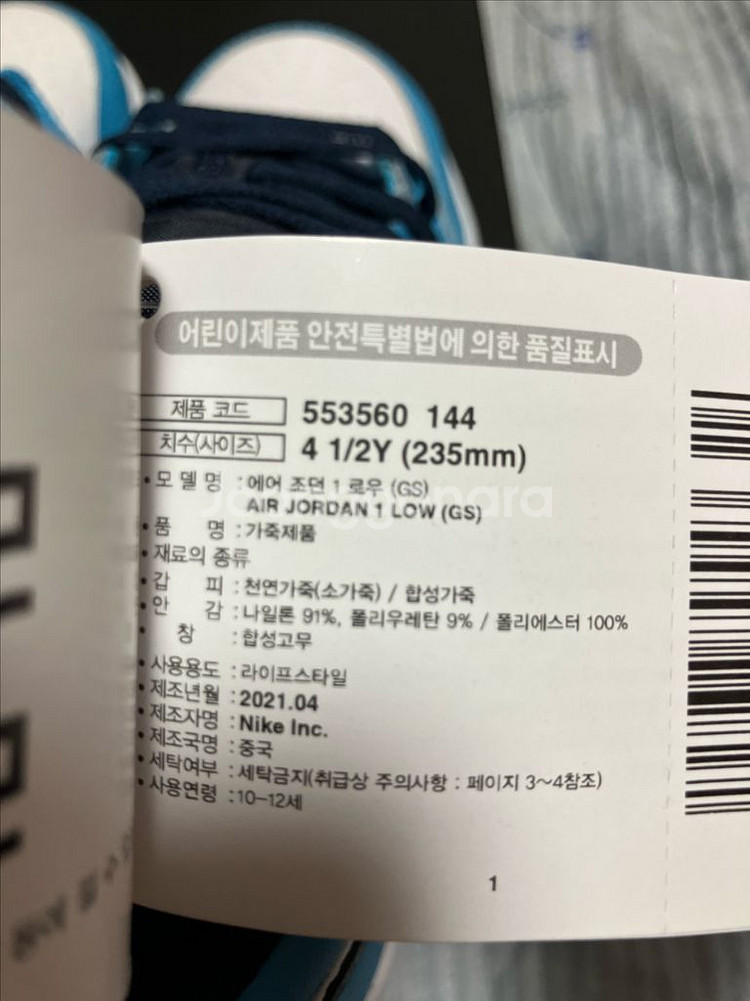 어린이제품 안전특별법에 의한 품질표시
제품 코드 553560 144
치수(사이즈) 4 1/2Y (235mm)
• 모 델 명 : 에어 조던 1 로우 (GS)
AIR JORDAN 1 LOW (GS)
• 품 명 : 가죽제품
• 재료의 종류
• 갑 피 : 천연가죽(소가죽) / 합성가죽
• 안 감 : 나일론 91%, 폴리우레탄 9% / 폴리에스터 100%
• 창 : 합성고무
• 사용용도 : 라이프스타일
• 제조년월 : 2021.04
• 제조자명 : Nike Inc.
• 제조국명 : 중국
• 세탁여부 : 세탁금지(취급상 주의사항 : 페이지 3~4참조)
• 사용연령 : 10-12세
1